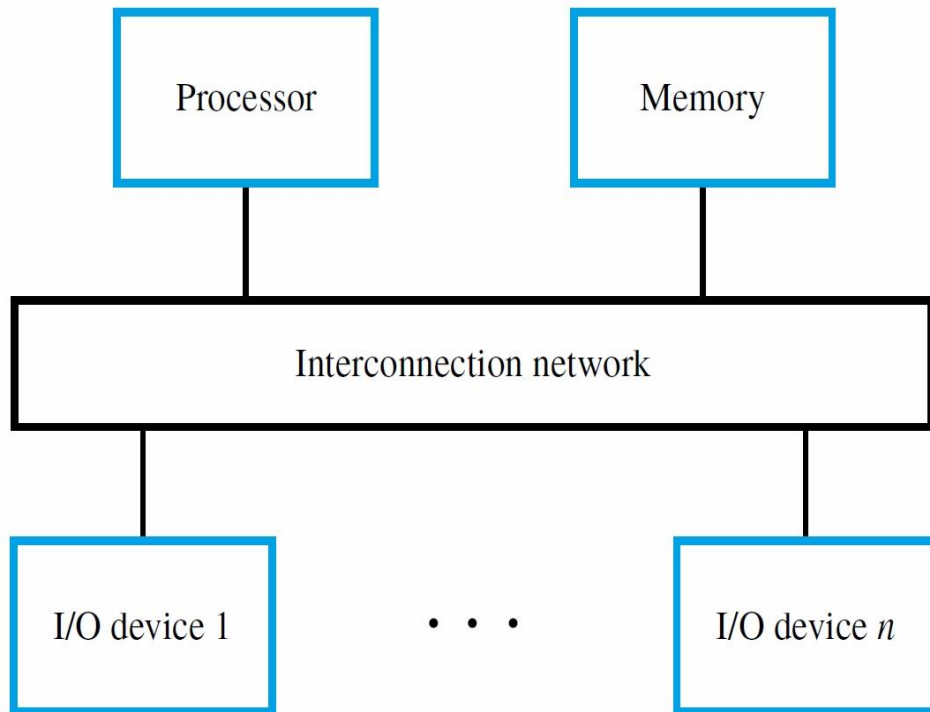 Processor
Memory
Interconnection network
I/O device 1
. . .
I/O device n